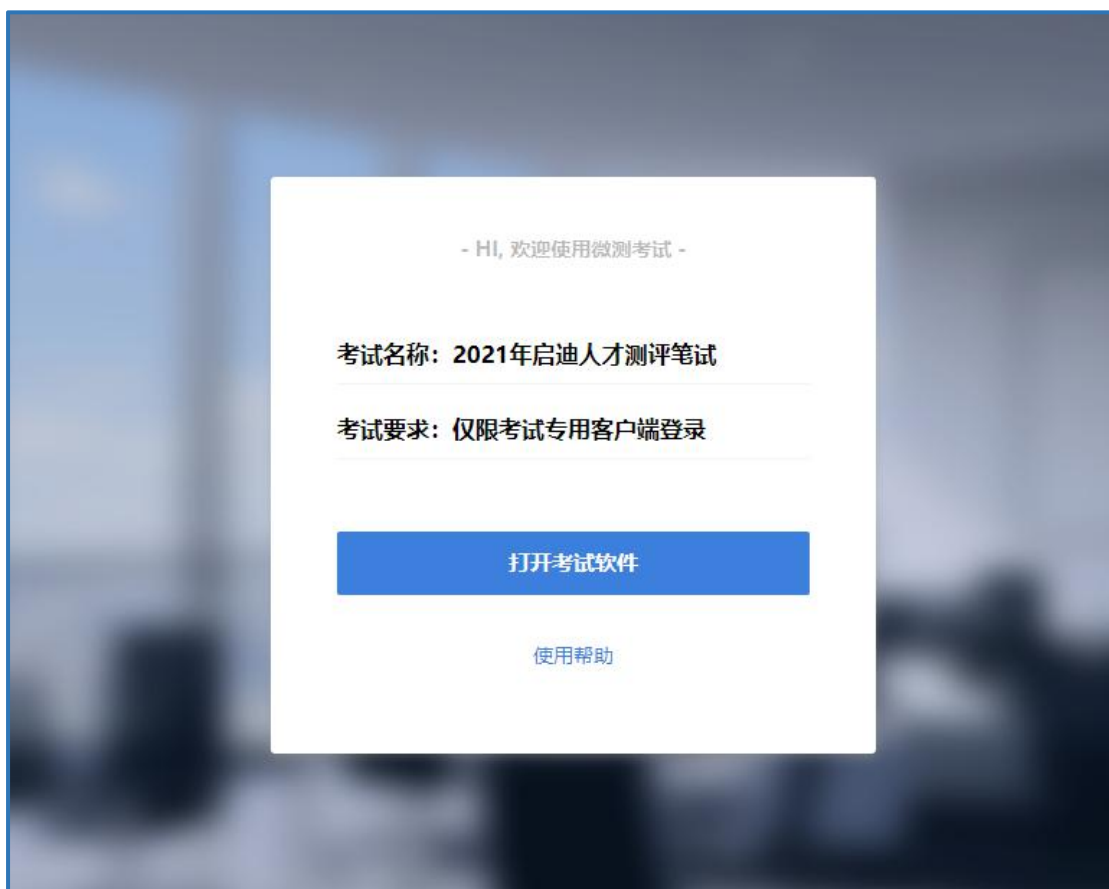 - HI, 欢迎使用微测考试 -
考试名称：2021年启迪人才测评笔试
考试要求：仅限考试专用客户端登录
打开考试软件
使用帮助